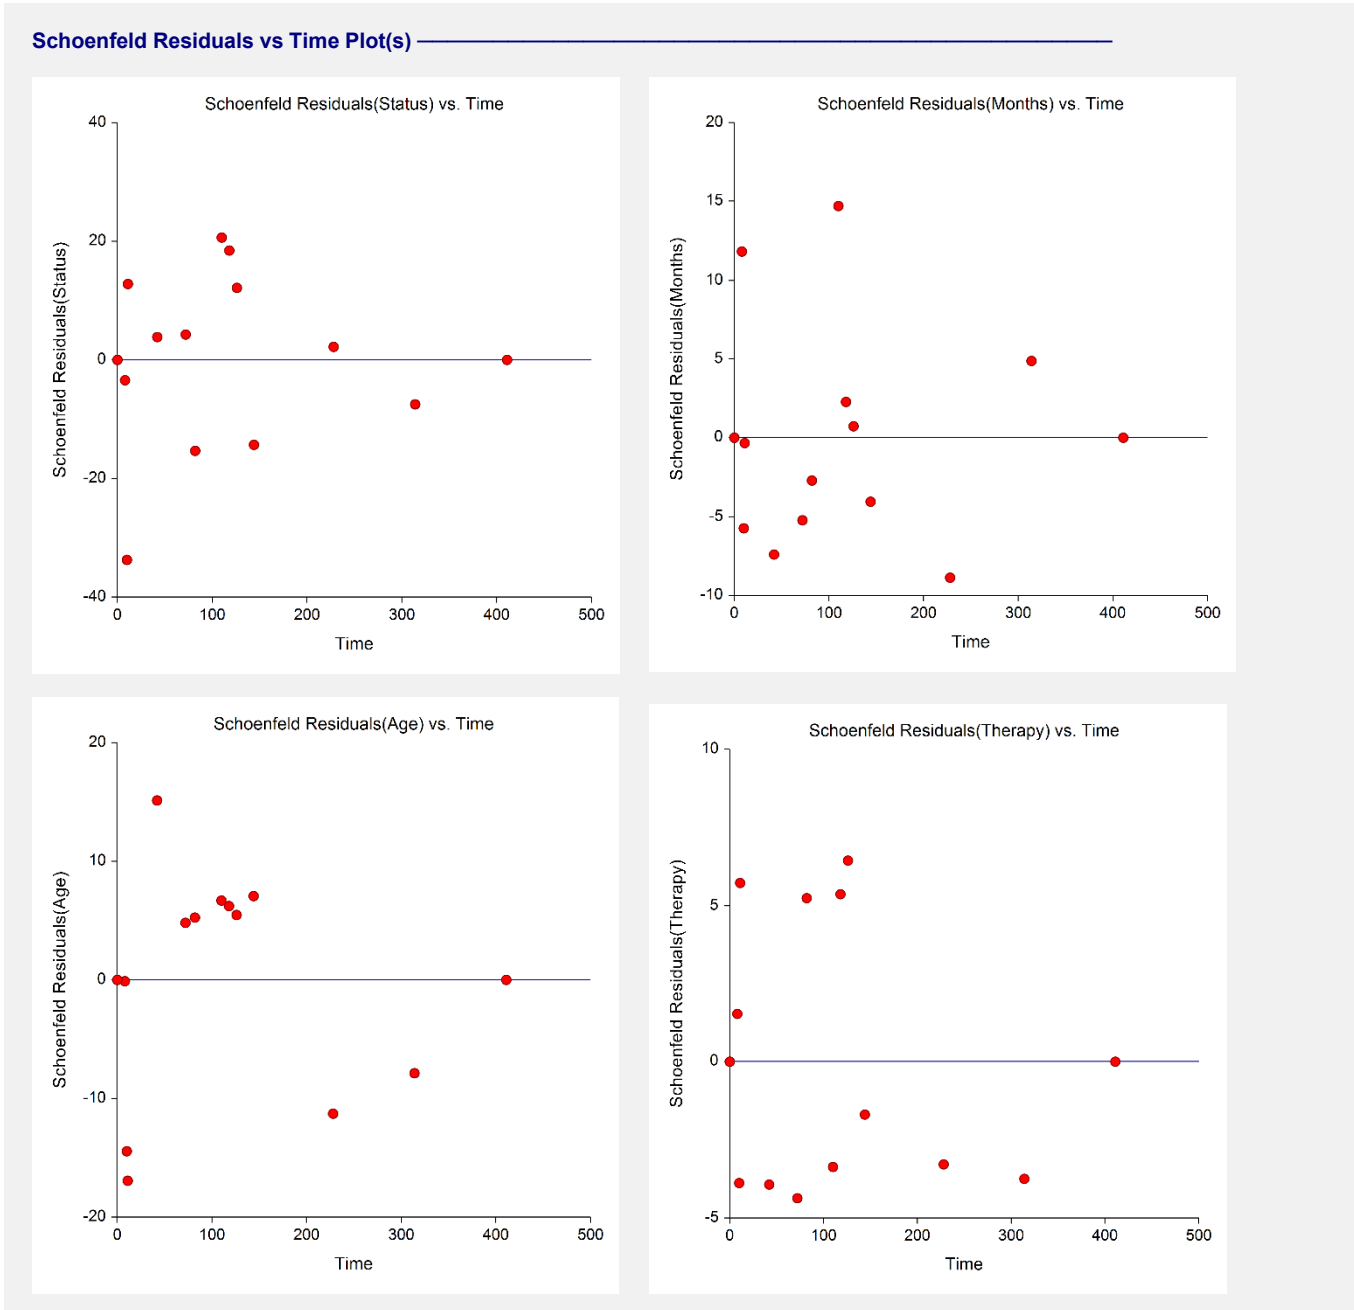 Schoenfeld Residuals vs Time Plot(s)
Schoenfeld Residuals(Status) vs. Time
40
20
0
-20
-40
Schoenfeld Residuals(Status)
0 100 200 300 400 500
Time
Schoenfeld Residuals(Months) vs. Time
20
15
10
5
0
-5
-10
Schoenfeld Residuals(Months)
0 100 200 300 400 500
Time
Schoenfeld Residuals(Age) vs. Time
20
10
0
-10
-20
Schoenfeld Residuals(Age)
0 100 200 300 400 500
Time
Schoenfeld Residuals(Therapy) vs. Time
10
5
0
-5
Schoenfeld Residuals(Therapy)
0 100 200 300 400 500
Time